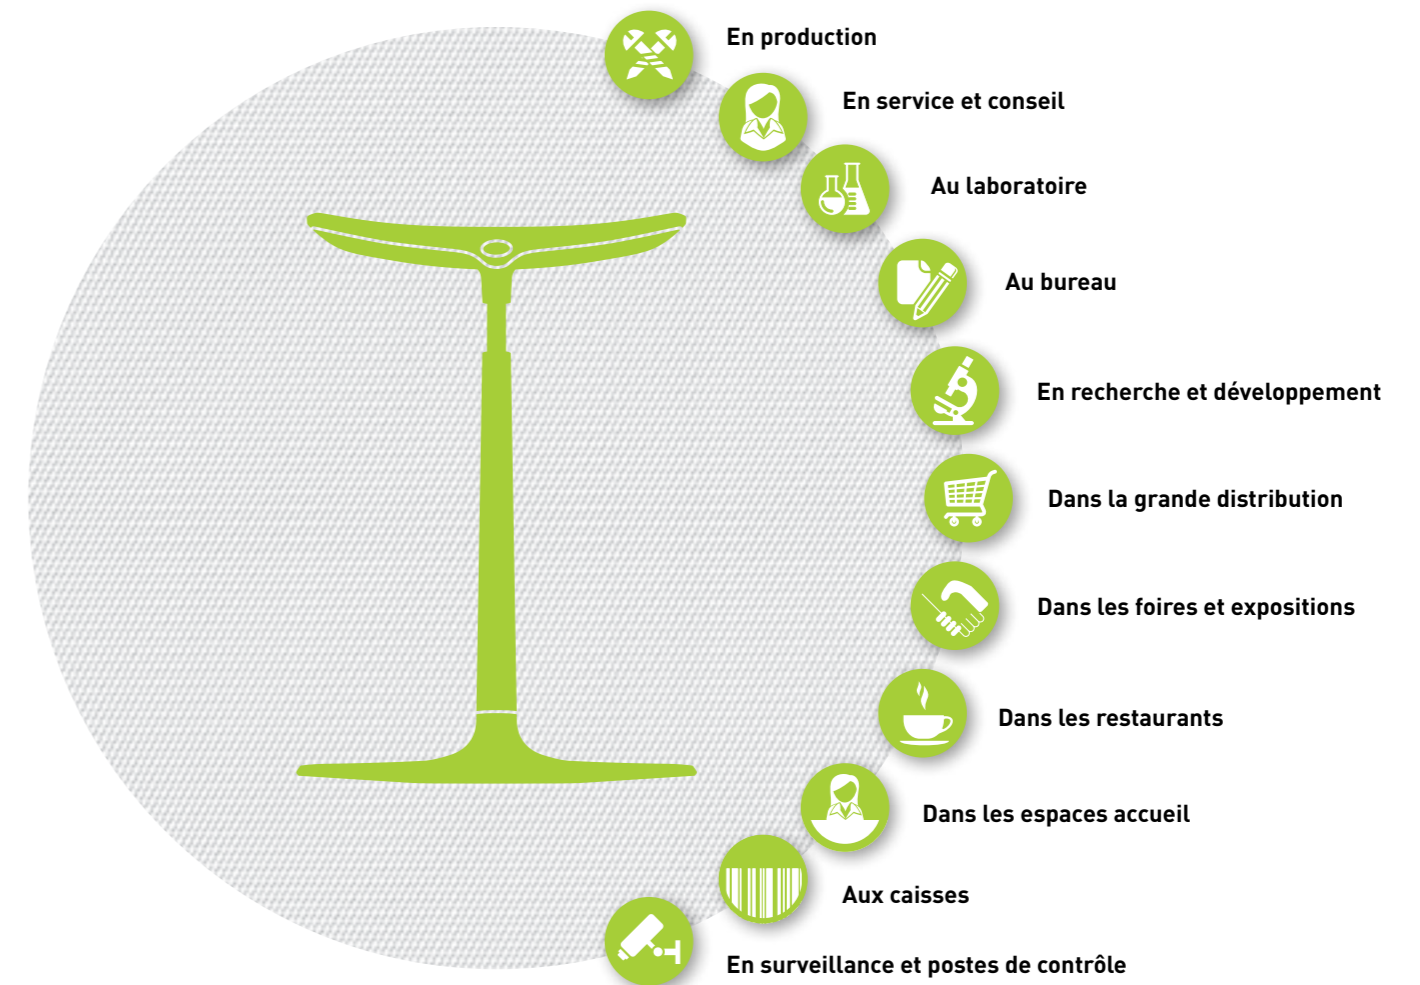 En production
En service et conseil
Au laboratoire
Au bureau
En recherche et développement
Dans la grande distribution
Dans les foires et expositions
Dans les restaurants
Dans les espaces accueil
Aux caisses
En surveillance et postes de contrôle